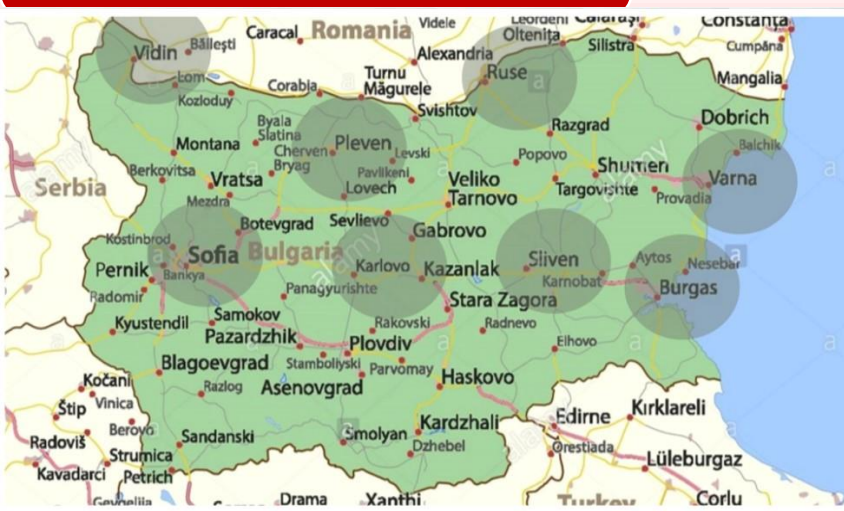 Romania
Caracal
Videle
Leordeni
Călărași
Oltenița
Constanța
Cumpăna
Silistra
Vidin
Băilești
Alexandria
Turnu
Măgurele
Corabia
Lom
Kozloduy
Ruse
Mangalia
Svishtov
Dobrich
Razgrad
Byala
Slatina
Cherven
Bryag
Pleven
Levski
Pavlikeni
Lovech
Montana
Berkovitsa
Vratsa
Mezdra
Popovo
Shumen
Targovishte
Balchik
Varna
Provadia
Serbia
Veliko
Tarnovo
Sevlievo
Gabrovo
Botevgrad
Kostinbrod
Sofia
Bulgaria
Pernik
Bankya
Radomir
Karlovo
Kazanlak
Sliven
Karnobat
Aytos
Nesebar
Burgas
Panagyurishte
Stara Zagora
Samokov
Kyustendil
Pazardzhik
Rakovski
Radnevo
Plovdiv
Elhovo
Stamboliyski
Parvomay
Blagoevgrad
Razlog
Asenovgrad
Haskovo
Kočani
Vinica
Štip
Berovo
Radoviš
Strumica
Kavadarci
Petrich
Sandanski
Smolyan
Kardzhali
Dzhebel
Edirne
Kırklareli
Orestiada
Lüleburgaz
Gevgelija
Drama
Xanthi
Turkey
Corlu
alamy
alamy
a